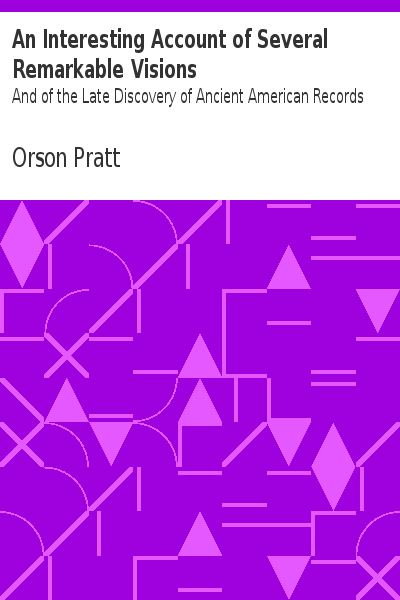 An Interesting Account of Several
Remarkable Visions
And of the Late Discovery of Ancient American Records
Orson Pratt